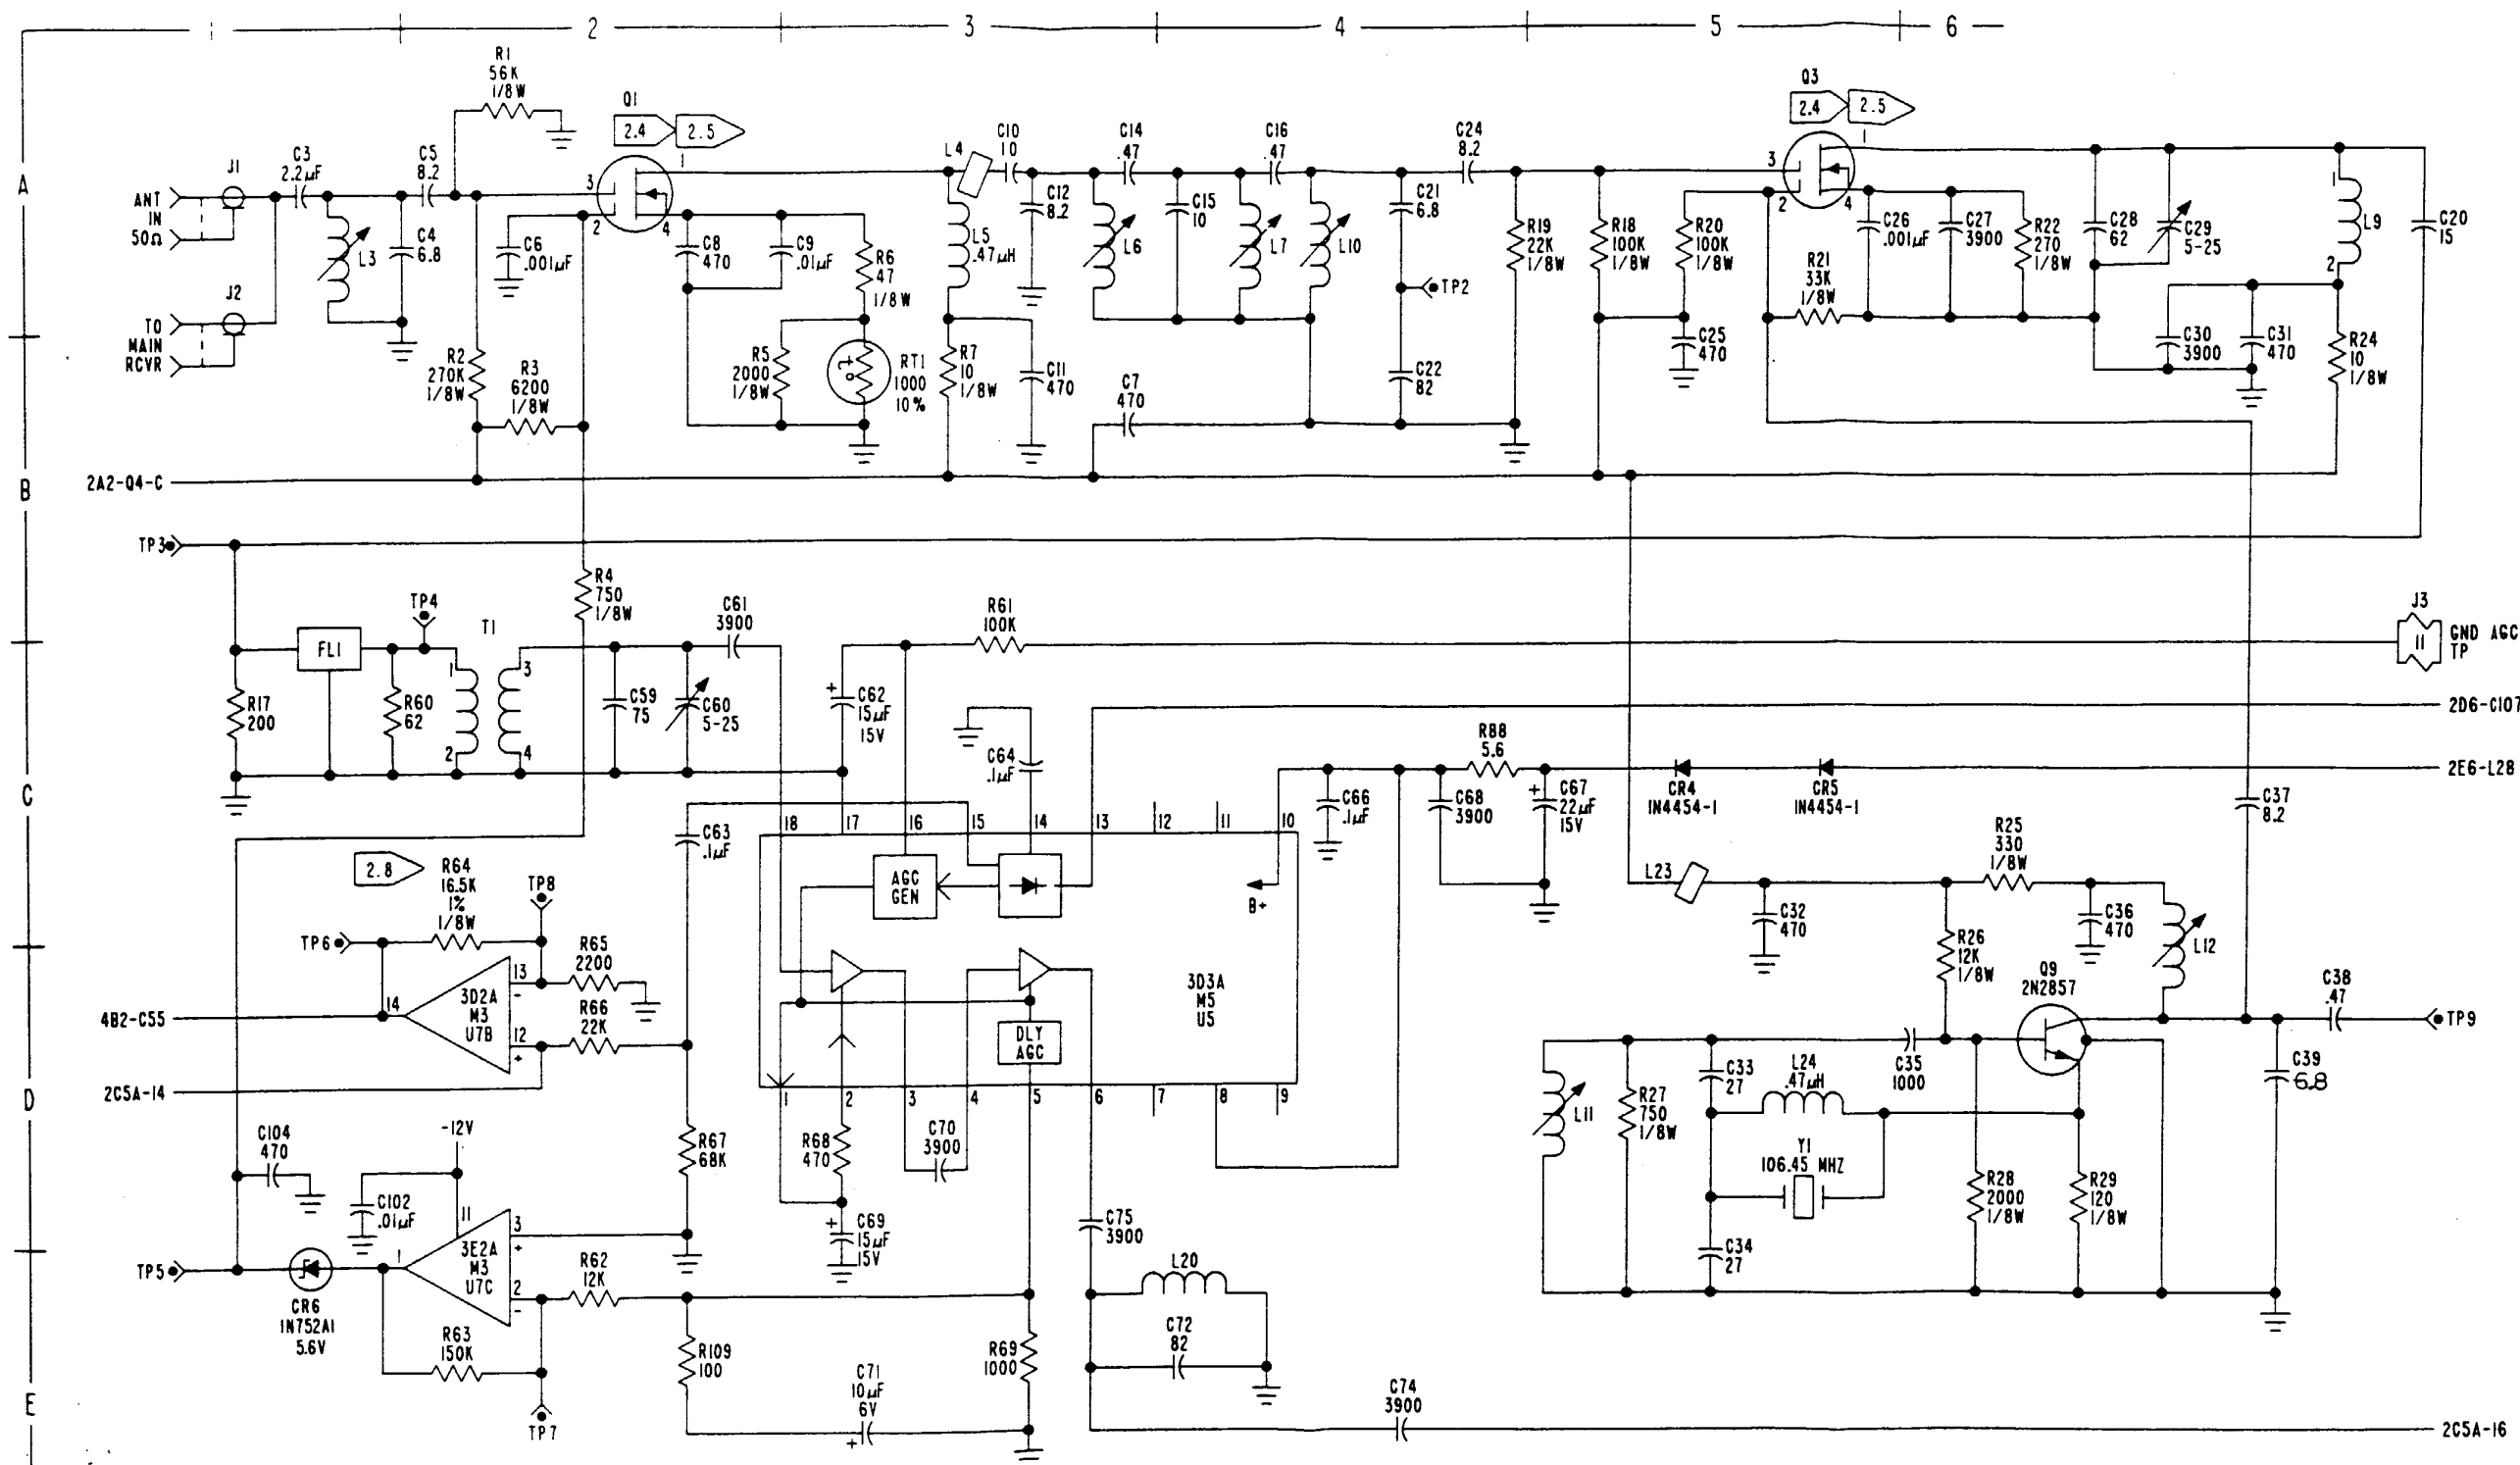 1 2 3 4 5 6
A
B
C
D
E
R1
56K
1/8W
Q1
2.4 2.5
Q3
2.4 2.5
ANT
IN
50Ω
J1
C3
2.2µF
C5
8.2
L3
C4
6.8
TO
MAIN
RCVR
J2
3
2
1
4
C6
.001µF
C8
470
C9
.01µF
R6
47
1/8W
L4
C10
10
L5
.47µH
C12
8.2
L6
C14
.47
C15
10
L7
C16
.47
L10
C21
6.8
C24
8.2
TP2
C22
82
R19
22K
1/8W
R18
100K
1/8W
R20
100K
1/8W
3
2
1
4
R21
33K
1/8W
C26
.001µF
C27
3900
R22
270
1/8W
C28
62
C29
5-25
1
L9
2
C20
15
R2
270K
1/8W
R3
6200
1/8W
R5
2000
1/8W
RT1
1000
10%
+
o
R7
10
1/8W
C11
470
C7
470
C25
470
C30
3900
C31
470
R24
10
1/8W
2A2-Q4-C
TP3
R4
750
1/8W
TP4
FL1
R17
200
R60
62
T1
1
2
3
4
C59
75
C60
5-25
C61
3900
R61
100K
+
C62
15µF
15V
J3
11
GND AGC
TP
2D6-C107
C64
.1µF
C66
.1µF
C68
3900
R88
5.6
+
C67
22µF
15V
CR4
1N4454-1
CR5
1N4454-1
2E6-L28
C37
8.2
C63
.1µF
18 17 16 15 14 13 12 11 10
AGC
GEN
B+
DLY
AGC
3D3A
M5
U5
1 2 3 4 5 6 7 8 9
2.8
R64
16.5K
1%
1/8W
TP8
TP6
R65
2200
R66
22K
13
-
12
+
14
3D2A
M3
U7B
4B2-C55
2C5A-14
L23
C32
470
R25
330
1/8W
C36
470
L12
R26
12K
1/8W
Q9
2N2857
C38
.47
TP9
C39
6.8
L11
R27
750
1/8W
C33
27
L24
.47µH
C35
1000
Y1
106.45 MHZ
C34
27
R28
2000
1/8W
R29
120
1/8W
C104
470
-12V
C102
.01µF
11
3
+
2
-
1
3E2A
M3
U7C
R67
68K
R68
470
+
C69
15µF
15V
C70
3900
C75
3900
TP5
CR6
1N752A1
5.6V
R62
12K
R63
150K
TP7
R109
100
C71
10µF
6V
+
R69
1000
L20
C72
82
C74
3900
2C5A-16